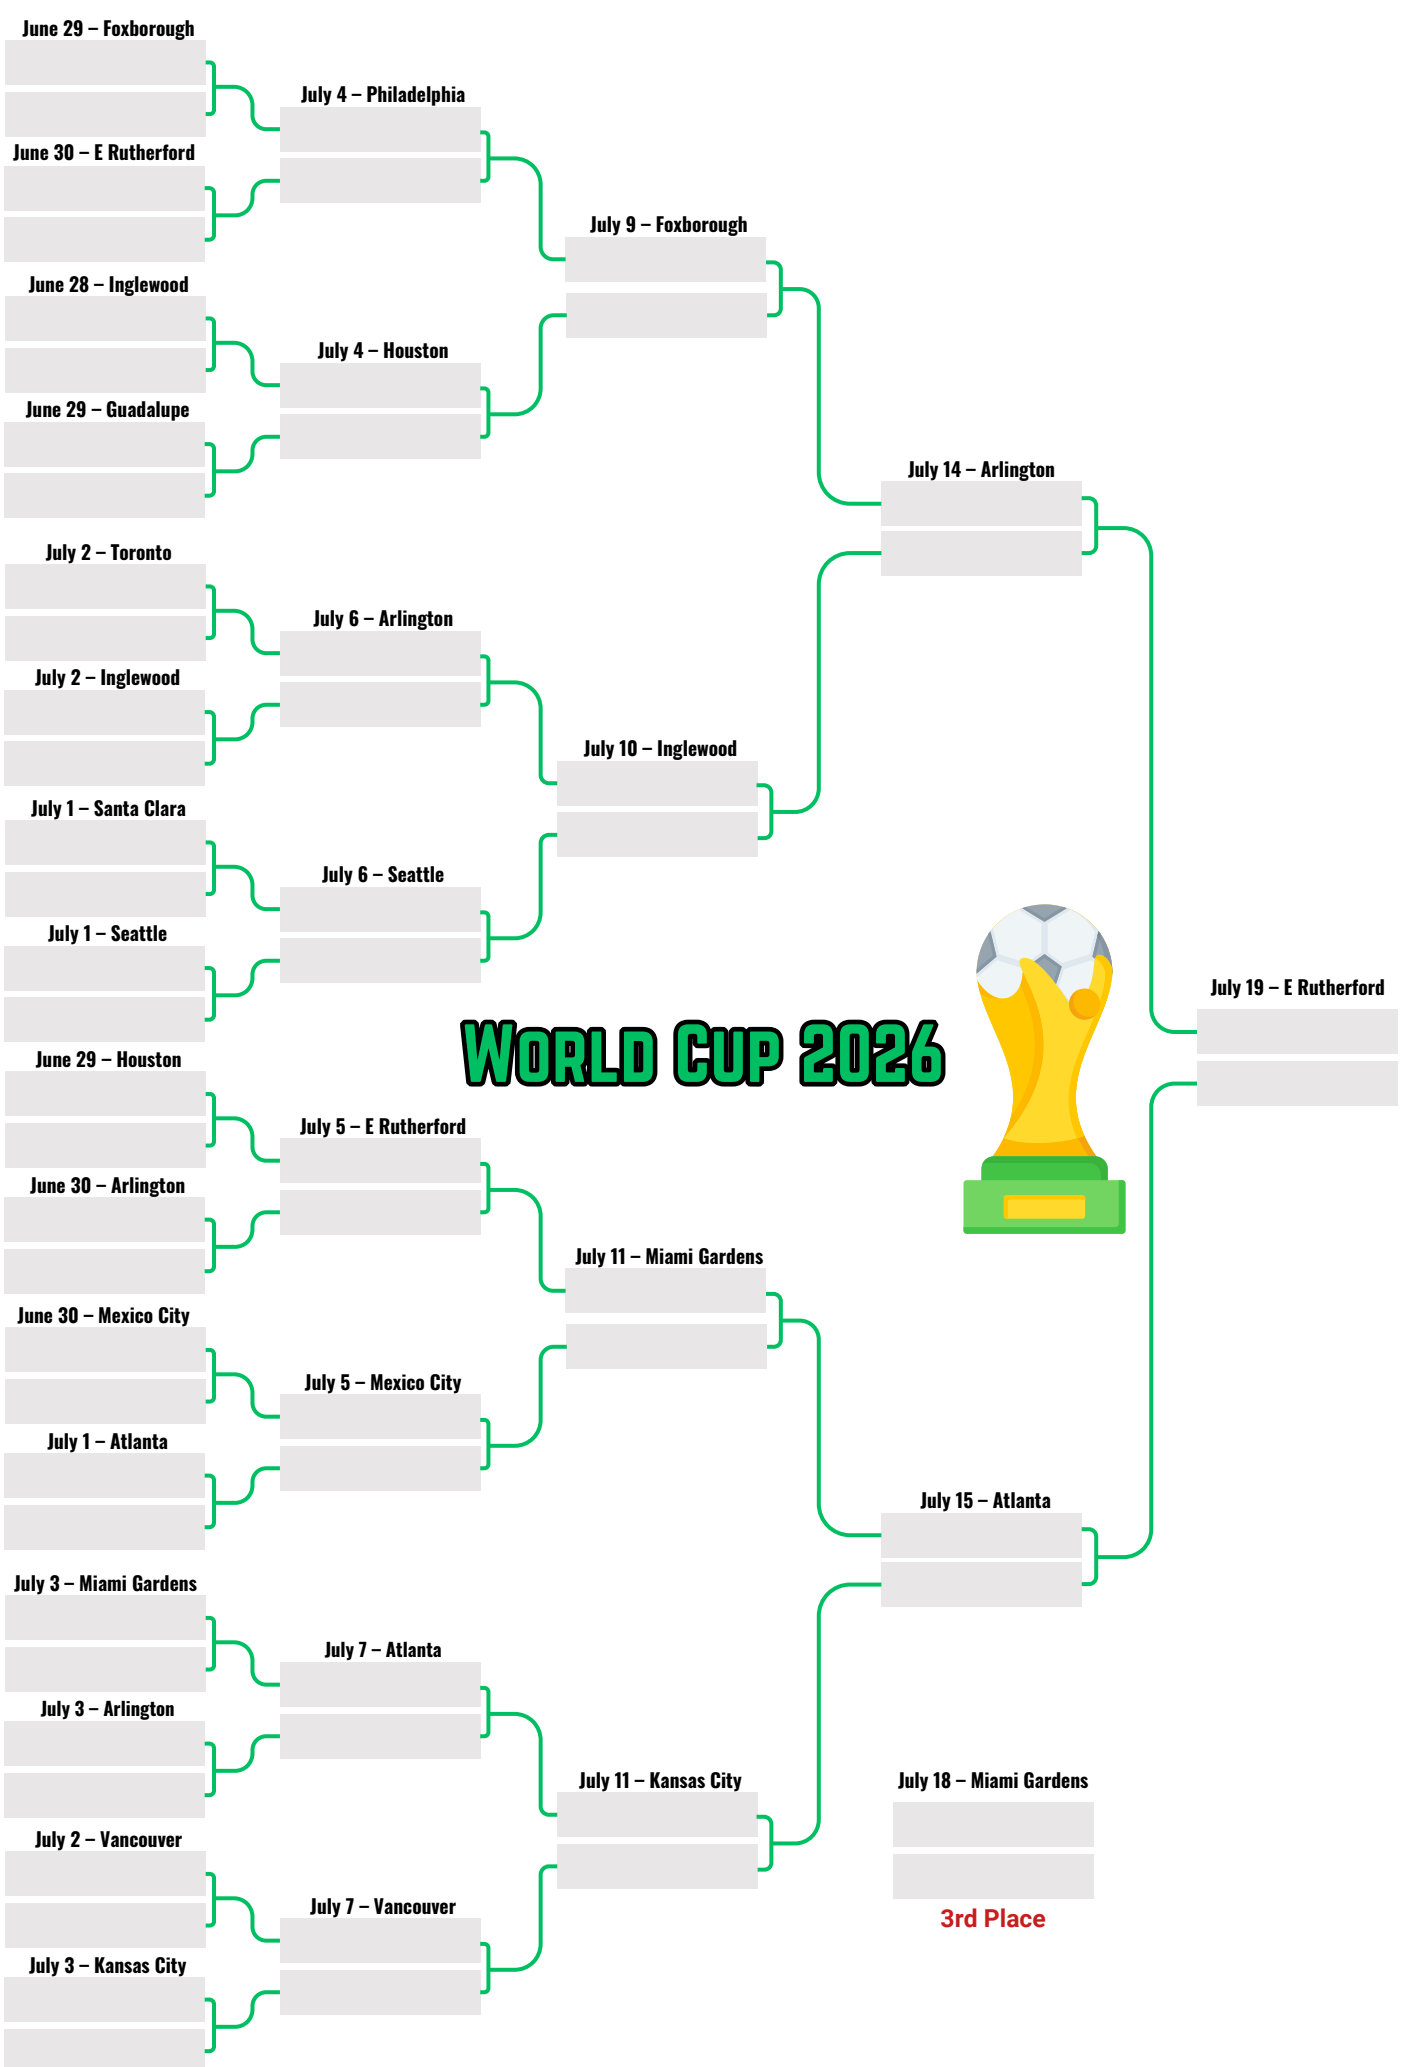 June 29 – Foxborough
July 4 – Philadelphia
June 30 – E Rutherford
July 9 – Foxborough
June 28 – Inglewood
July 4 – Houston
June 29 – Guadalupe
July 14 – Arlington
July 2 – Toronto
July 6 – Arlington
July 2 – Inglewood
July 10 – Inglewood
July 1 – Santa Clara
July 6 – Seattle
July 1 – Seattle
July 19 – E Rutherford
World Cup 2026
June 29 – Houston
July 5 – E Rutherford
June 30 – Arlington
July 11 – Miami Gardens
June 30 – Mexico City
July 5 – Mexico City
July 1 – Atlanta
July 15 – Atlanta
July 3 – Miami Gardens
July 7 – Atlanta
July 3 – Arlington
July 11 – Kansas City
July 18 – Miami Gardens
July 2 – Vancouver
July 7 – Vancouver
3rd Place
July 3 – Kansas City